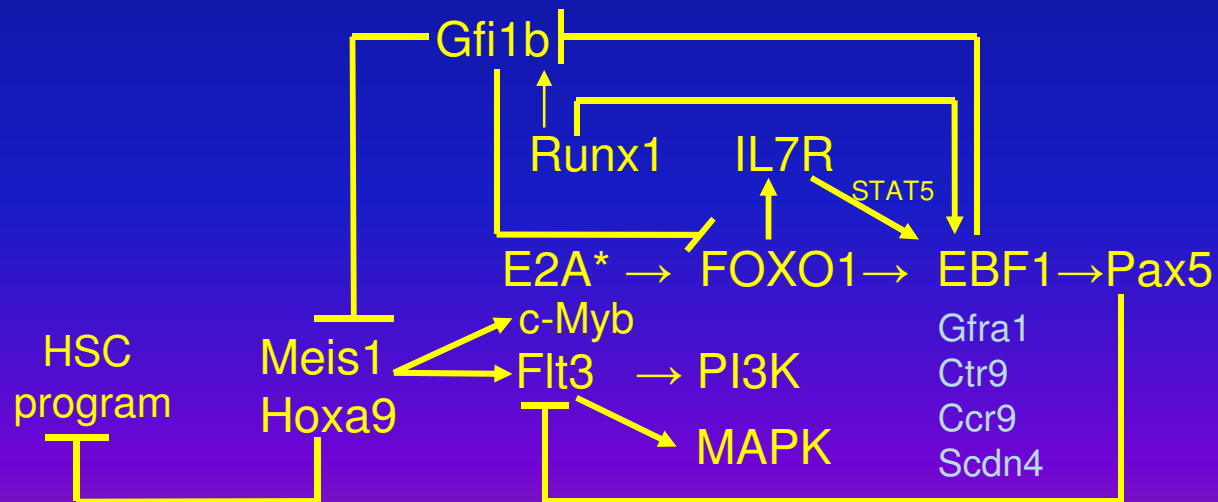 Gfi1b
Runx1 IL7R
STAT5
E2A* → FOXO1→ EBF1→Pax5
c-Myb
Gfra1
HSC
program
Meis1
Hoxa9
Flt3 → PI3K
MAPK
Ctr9
Ccr9
Scdn4